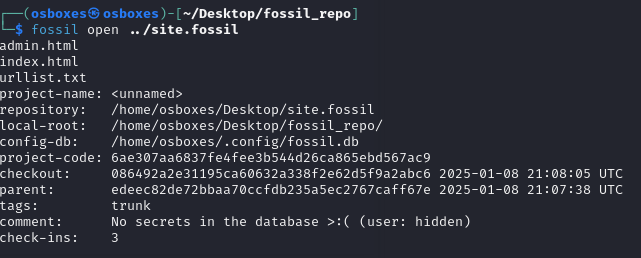 ┌──(osboxes㉿osboxes)-[~/Desktop/fossil_repo]
└─$ fossil open ../site.fossil
admin.html
index.html
urllist.txt
project-name: <unnamed>
repository:   /home/osboxes/Desktop/site.fossil
local-root:   /home/osboxes/Desktop/fossil_repo/
config-db:    /home/osboxes/.config/fossil.db
project-code: 6ae307aa6837fe4fee3b544d26ca865ebd567ac9
checkout:     086492a2e31195ca60632a338f2e62d5f9a2abc6 2025-01-08 21:08:05 UTC
parent:       edeec82de72bbaa70ccfdb235a5ec2767caff67e 2025-01-08 21:07:38 UTC
tags:         trunk
comment:      No secrets in the database >:( (user: hidden)
check-ins:    3